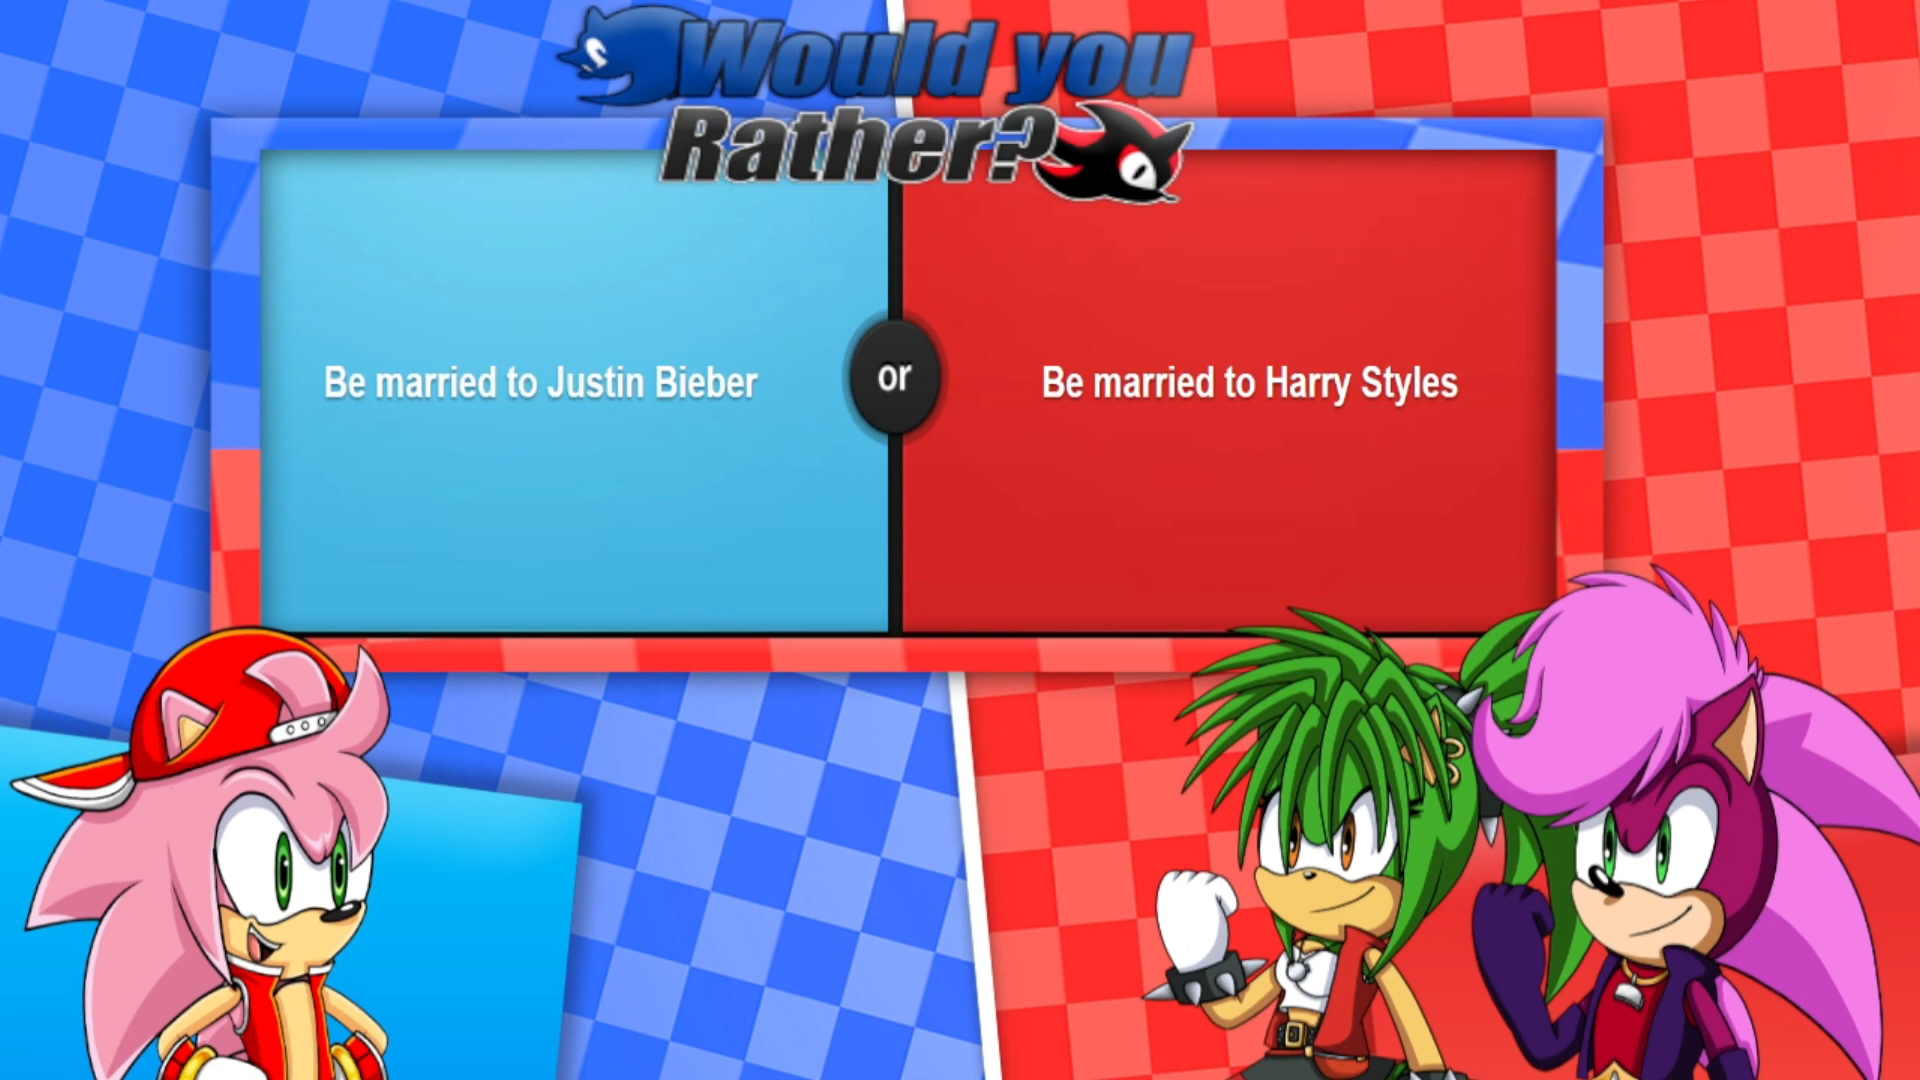 Would you
Rather?
Be married to Justin Bieber
or
Be married to Harry Styles